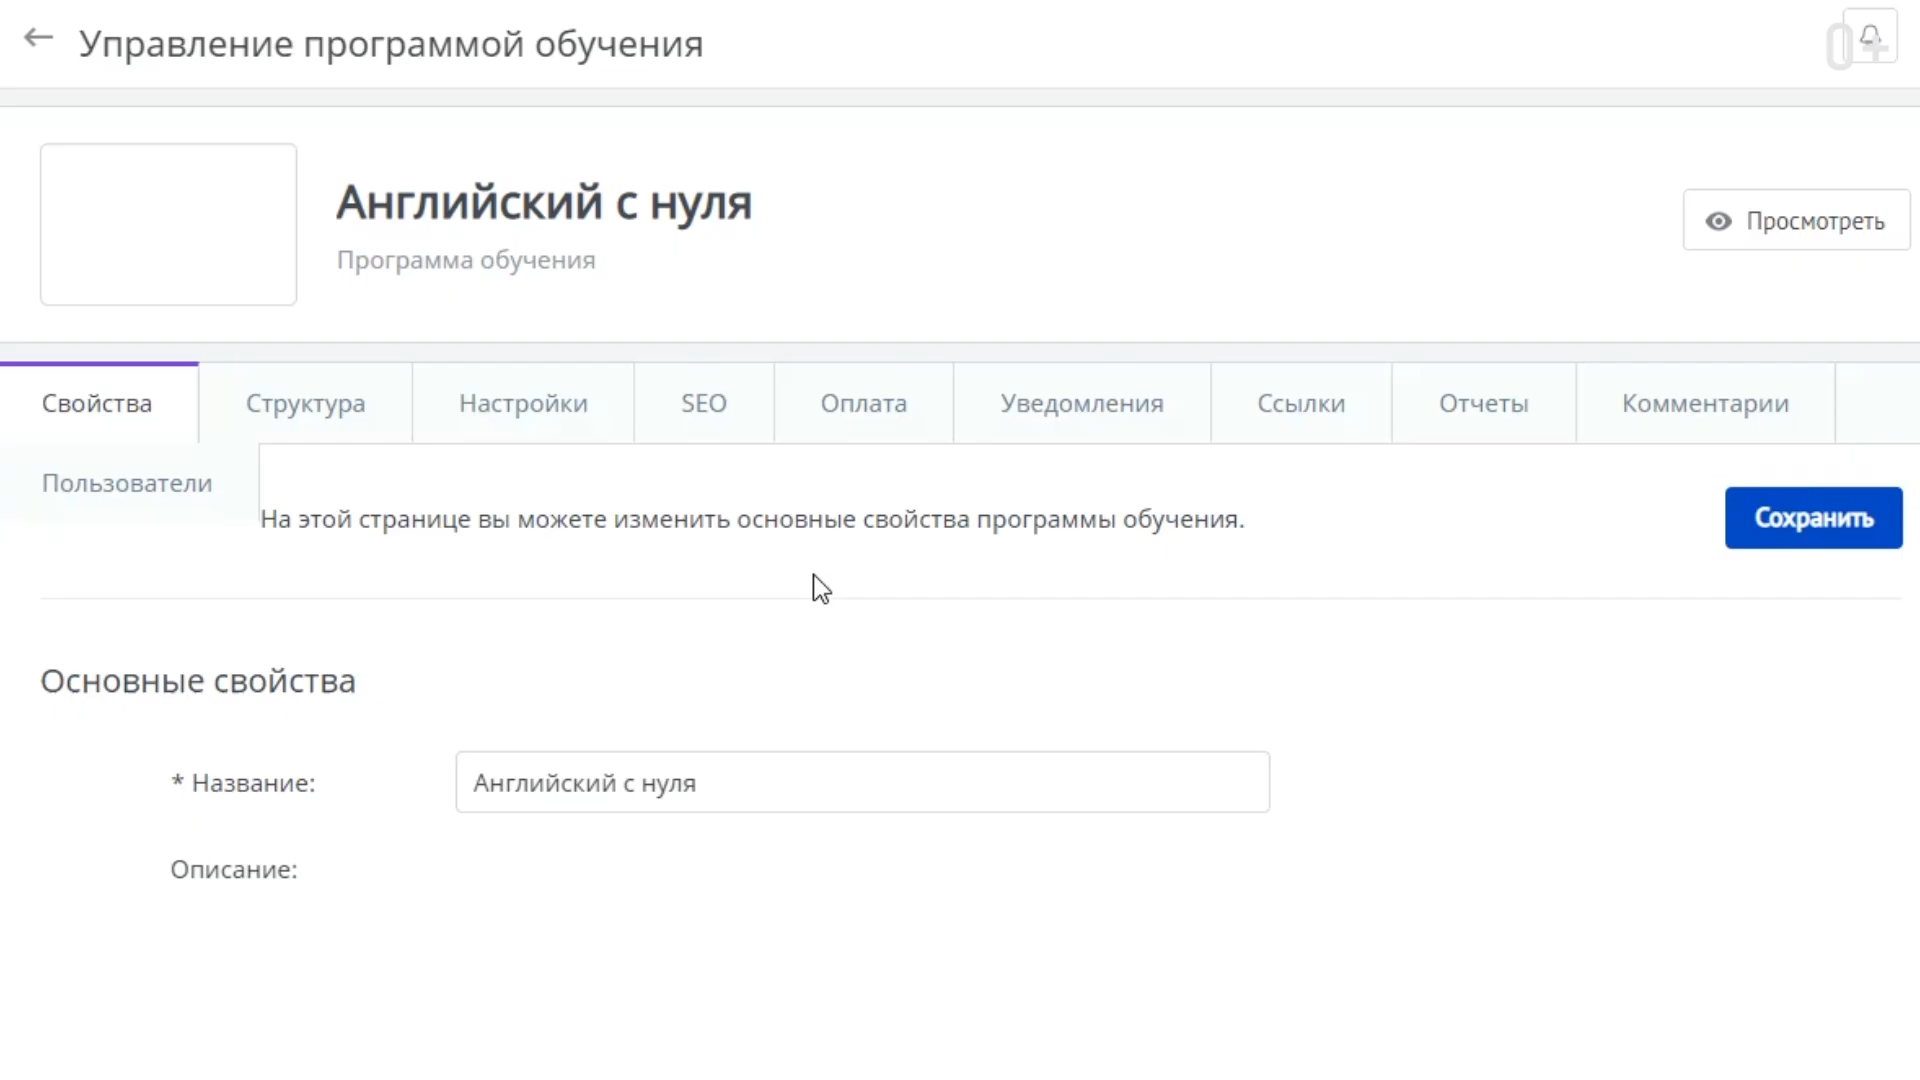 Управление программой обучения
0+
Английский с нуля
Программа обучения
Просмотреть
Свойства Структура Настройки SEO Оплата Уведомления Ссылки Отчеты Комментарии
Пользователи
На этой странице вы можете изменить основные свойства программы обучения.
Сохранить
Основные свойства
* Название: Английский с нуля
Описание: